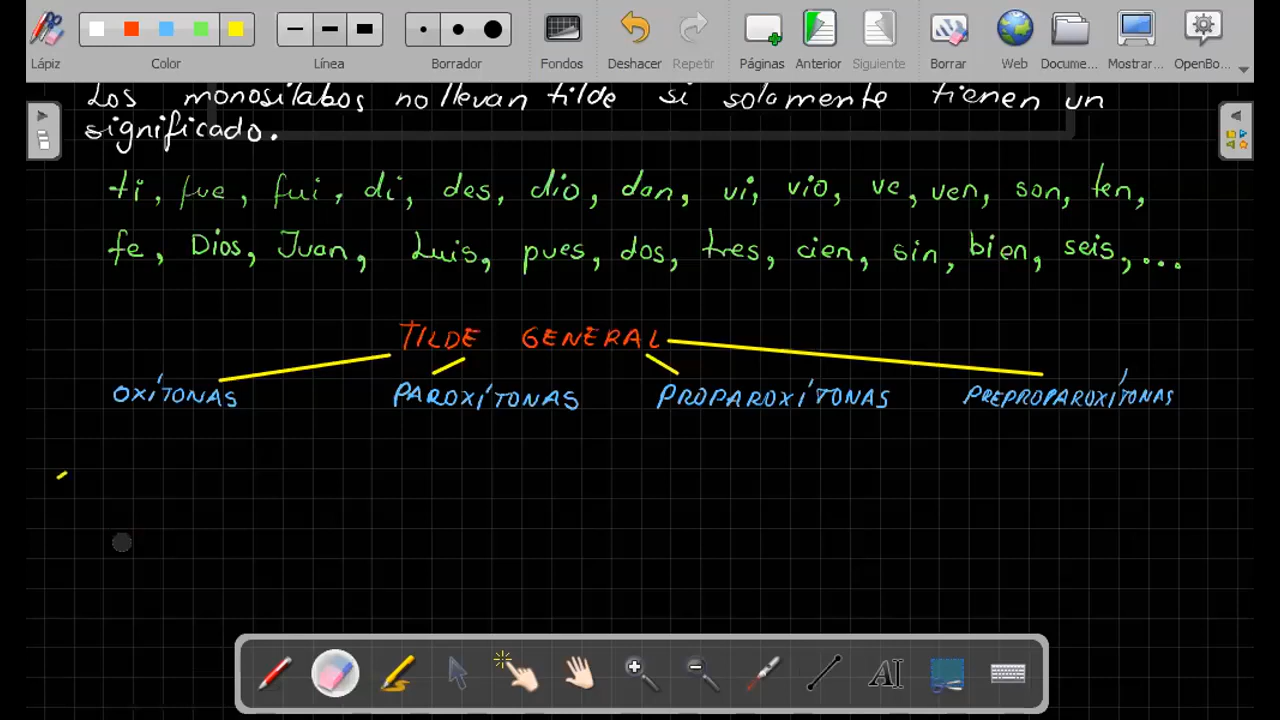 Lápiz Color Línea Borrador Fondos Deshacer Repetir Páginas Anterior Siguiente Borrar Web Docume... Mostrar... OpenBo...
Los monosílabos no llevan tilde si solamente tienen un
significado.
ti, fue, fui, di, des, dio, dan, vi, vio, ve, ven, son, ten,
fe, Dios, Juan, Luis, pues, dos, tres, cien, sin, bien, seis, ...
TILDE GENERAL
OXÍTONAS PAROXÍTONAS PROPAROXÍTONAS PREPROPAROXÍTONAS
AI